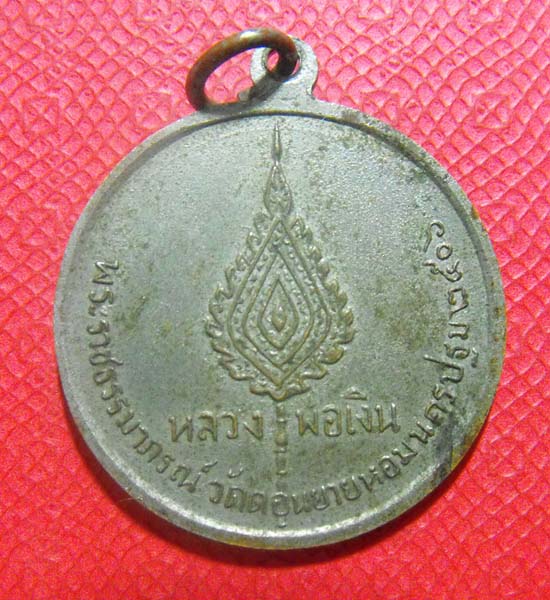 หลวง พ่อเงิน
พระราชธรรมาภรณ์ วัดดอนยายหอม นครปฐม